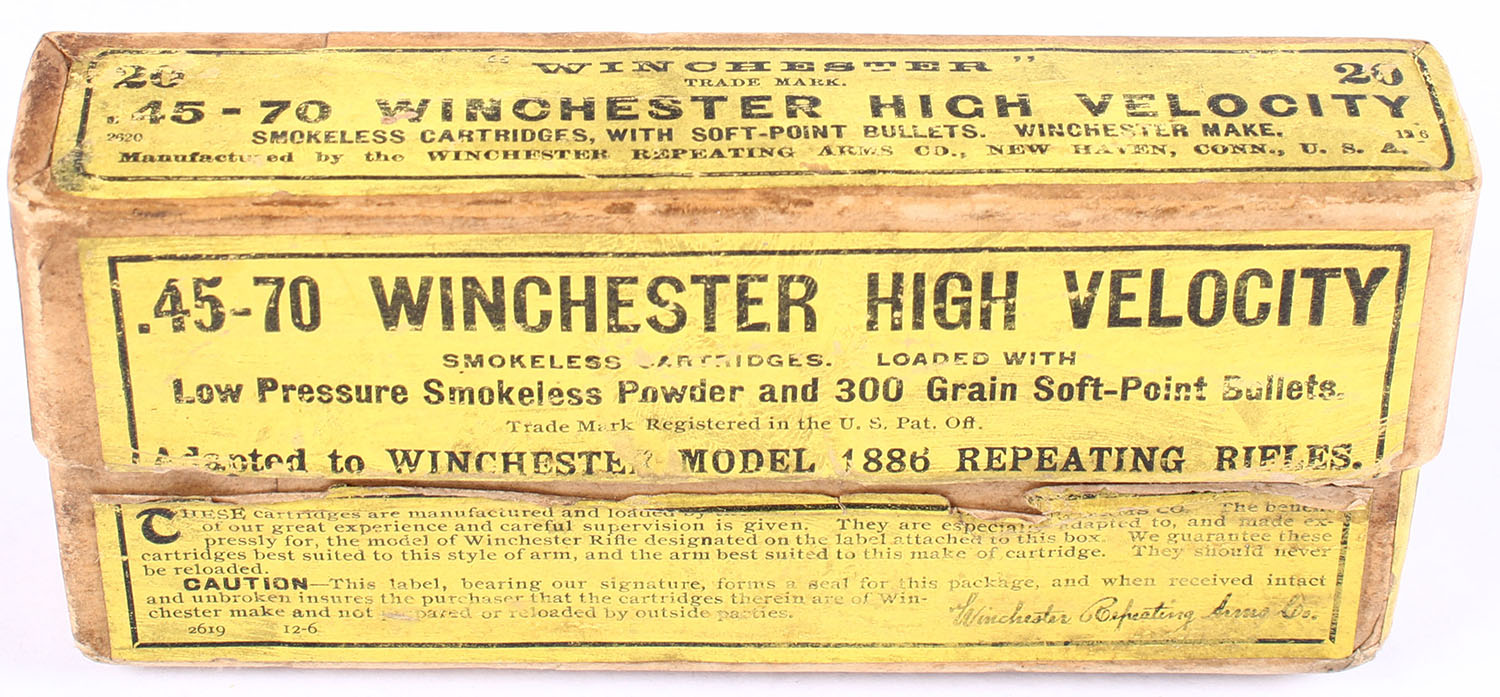 20 "WINCHESTER" 20
TRADE MARK.
.45-70 WINCHESTER HIGH VELOCITY
2620 SMOKELESS CARTRIDGES, WITH SOFT-POINT BULLETS. WINCHESTER MAKE. 12 6
Manufactured by the WINCHESTER REPEATING ARMS CO., NEW HAVEN, CONN., U. S. A.
.45-70 WINCHESTER HIGH VELOCITY
SMOKELESS CARTRIDGES. LOADED WITH
Low Pressure Smokeless Powder and 300 Grain Soft-Point Bullets.
Trade Mark Registered in the U. S. Pat. Off.
Adapted to WINCHESTER MODEL 1886 REPEATING RIFLES.
THESE cartridges are manufactured and loaded by CO. The benefit
of our great experience and careful supervision is given. They are especially adapted to, and made ex-
pressly for, the model of Winchester Rifle designated on the label attached to this box. We guarantee these
cartridges best suited to this style of arm, and the arm best suited to this make of cartridge. They should never
be reloaded.
CAUTION—This label, bearing our signature, forms a seal for this package, and when received intact
and unbroken insures the purchaser that the cartridges therein are of Win-
chester make and not prepared or reloaded by outside parties.
Winchester Repeating Arms Co.
2619 12-6